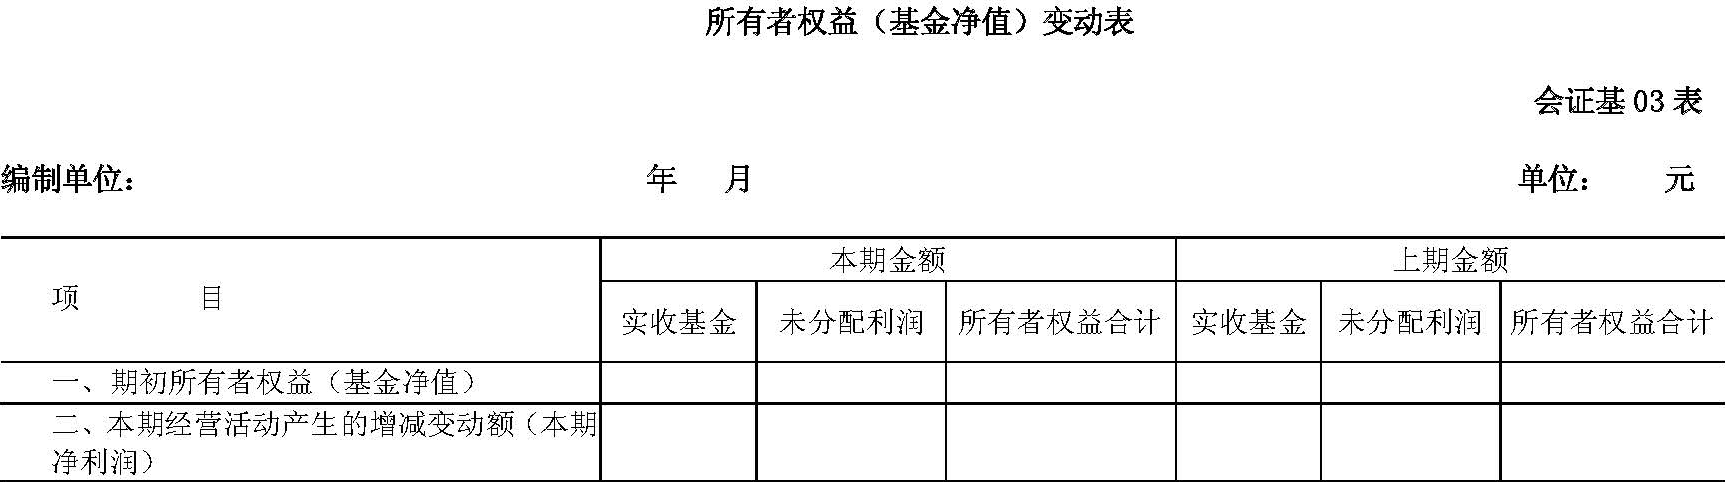 所有者权益（基金净值）变动表
会证基 03 表
编制单位： 年 月 单位： 元
项 目 本期金额 上期金额
实收基金 未分配利润 所有者权益合计 实收基金 未分配利润 所有者权益合计
一、期初所有者权益（基金净值）
二、本期经营活动产生的增减变动额（本期
净利润）